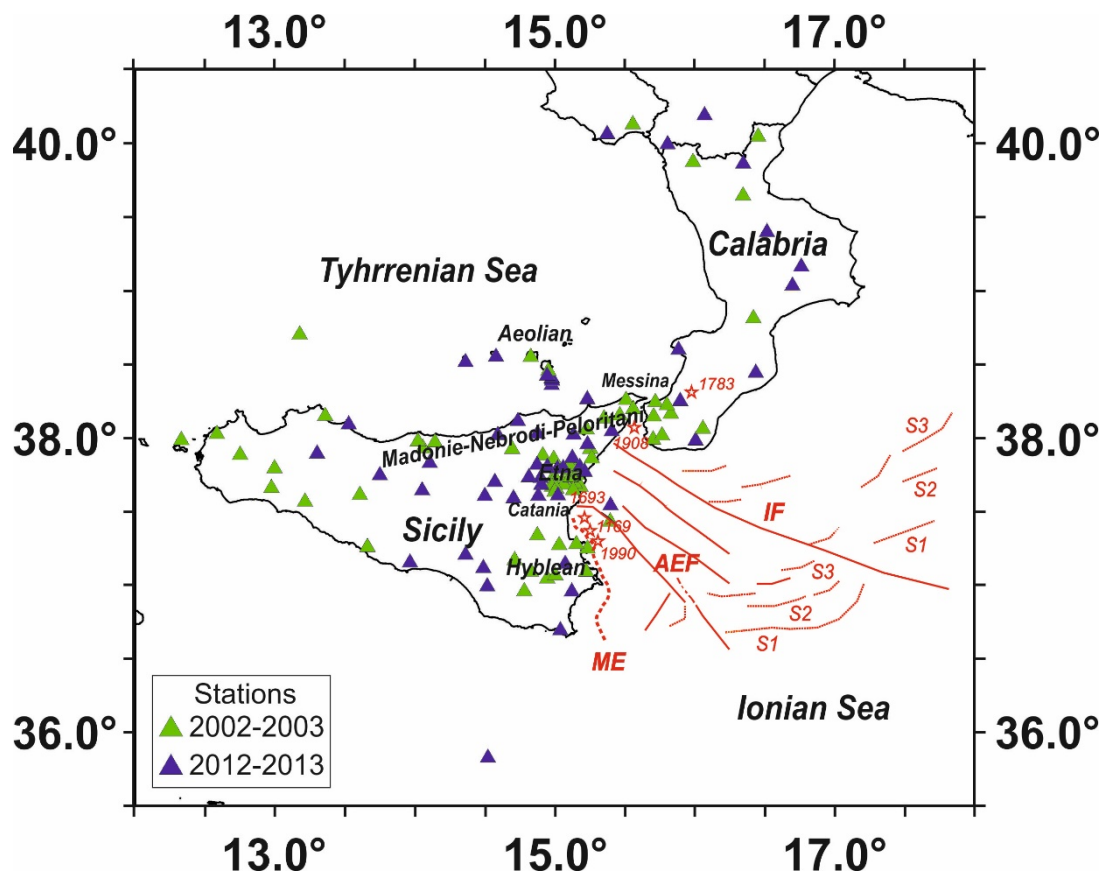 13.0° 15.0° 17.0°
40.0° 40.0°
Calabria
Tyhrrenian Sea
Aeolian
Messina
1783
38.0° 38.0°
Madonie-Nebrodi-Peloritani
1908
S3
Etna
S2
1693
IF
Catania
Sicily
1169
S1
1990
AEF
Hyblean
S3
S2
S1
ME
Stations
2002-2003
2012-2013
Ionian Sea
36.0° 36.0°
13.0° 15.0° 17.0°